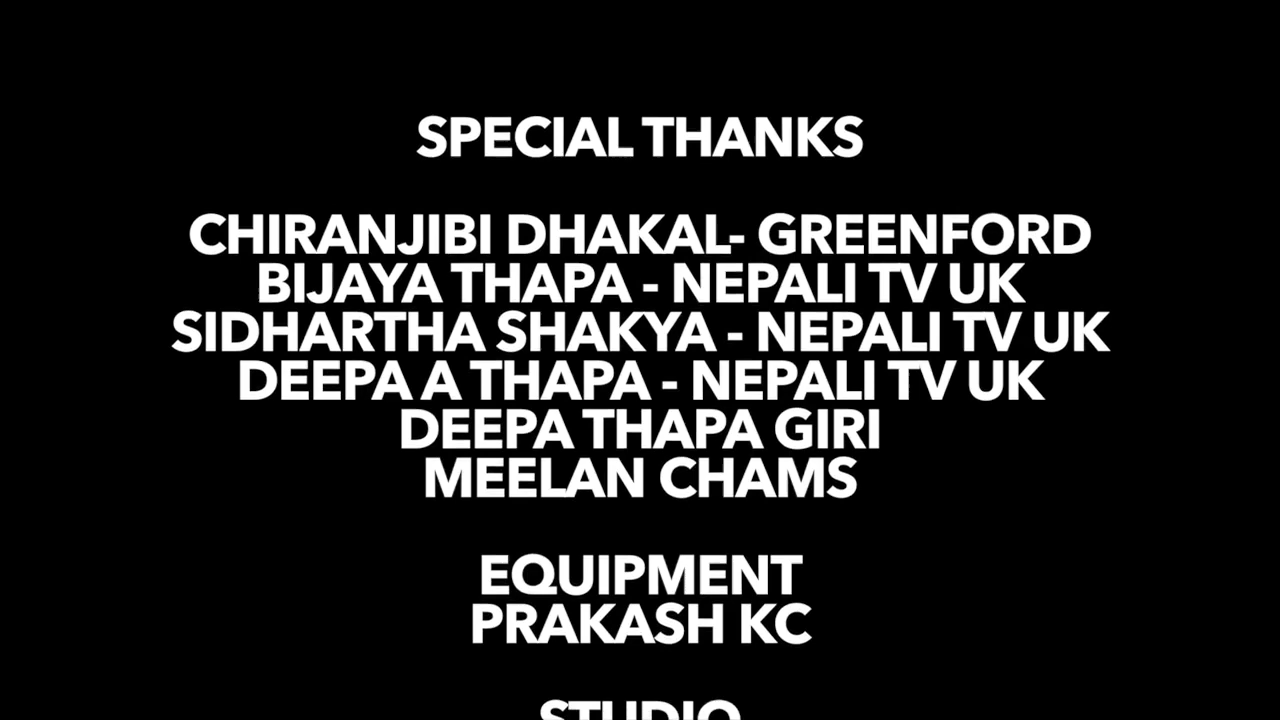 SPECIAL THANKS
CHIRANJIBI DHAKAL- GREENFORD
BIJAYA THAPA - NEPALI TV UK
SIDHARTHA SHAKYA - NEPALI TV UK
DEEPA A THAPA - NEPALI TV UK
DEEPA THAPA GIRI
MEELAN CHAMS
EQUIPMENT
PRAKASH KC
STUDIO